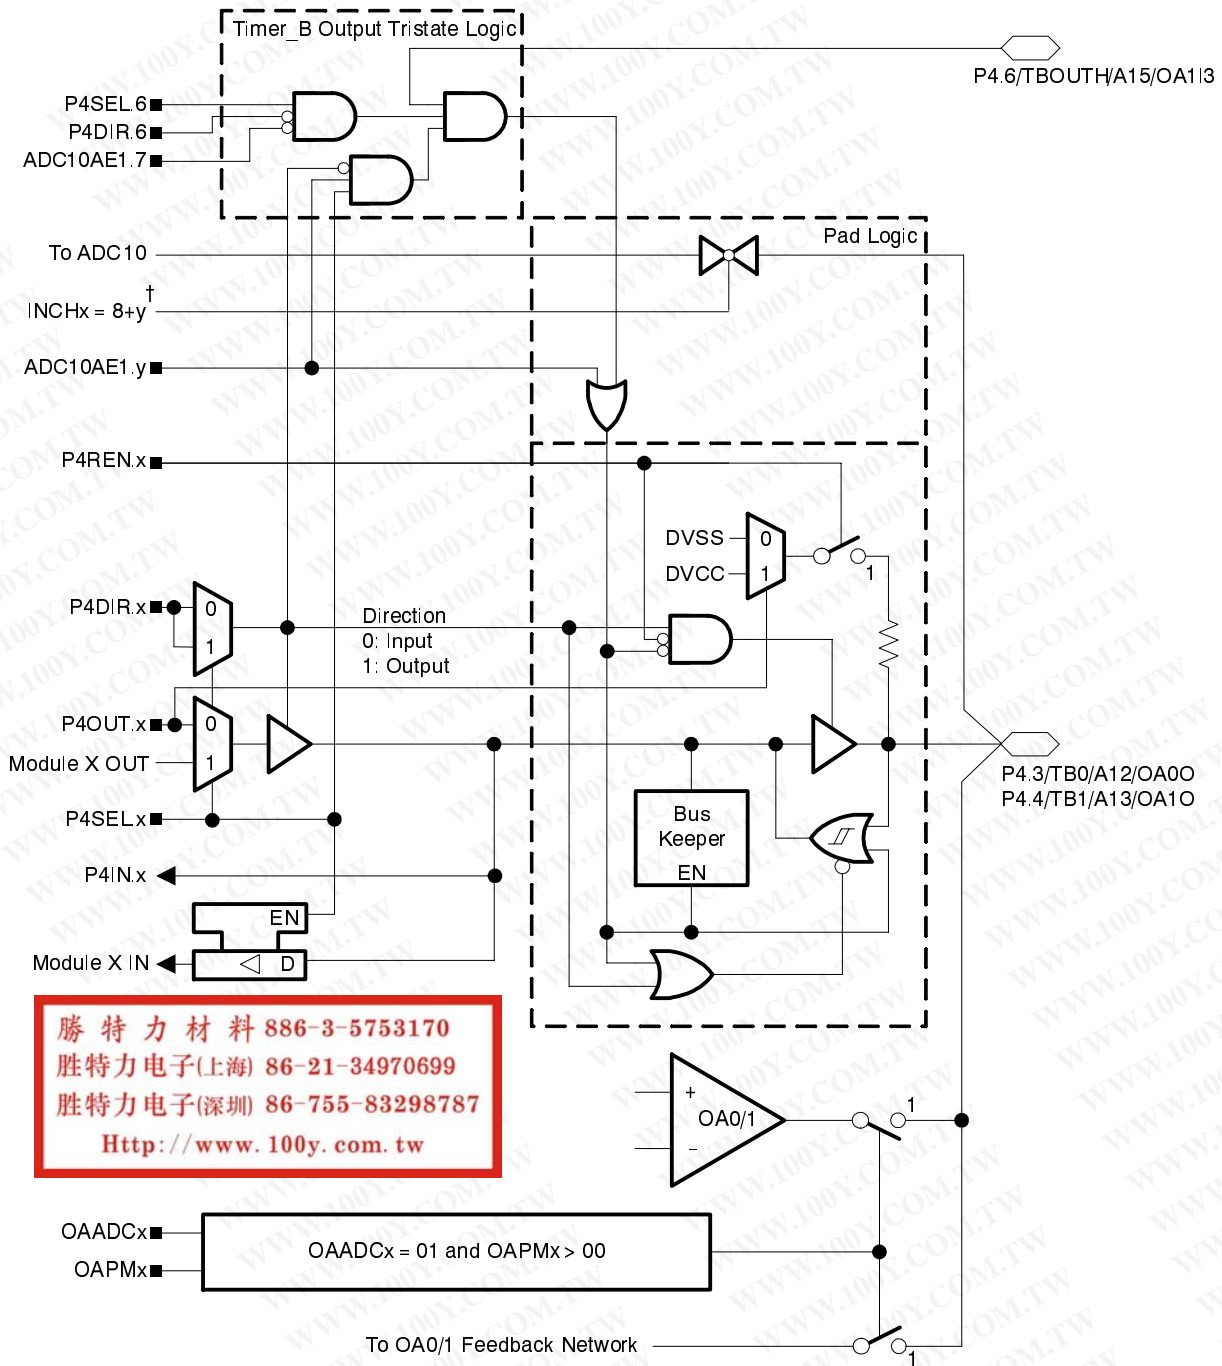 Timer_B Output Tristate Logic
P4.6/TBOUTH/A15/OA1I3
P4SEL.6
P4DIR.6
ADC10AE1.7
Pad Logic
To ADC10
INCHx = 8+y†
ADC10AE1.y
P4REN.x
DVSS
0
DVCC
1
1
P4DIR.x
0
1
Direction
0: Input
1: Output
P4OUT.x
0
Module X OUT
1
P4.3/TB0/A12/OA0O
P4.4/TB1/A13/OA1O
P4SEL.x
Bus
Keeper
EN
P4IN.x
EN
Module X IN
D
勝特力材料 886-3-5753170
胜特力电子(上海) 86-21-34970699
胜特力电子(深圳) 86-755-83298787
Http://www.100y.com.tw
+
OA0/1
−
1
OAADCx
OAPMx
OAADCx = 01 and OAPMx > 00
To OA0/1 Feedback Network
1
WWW.100Y.COM.TW